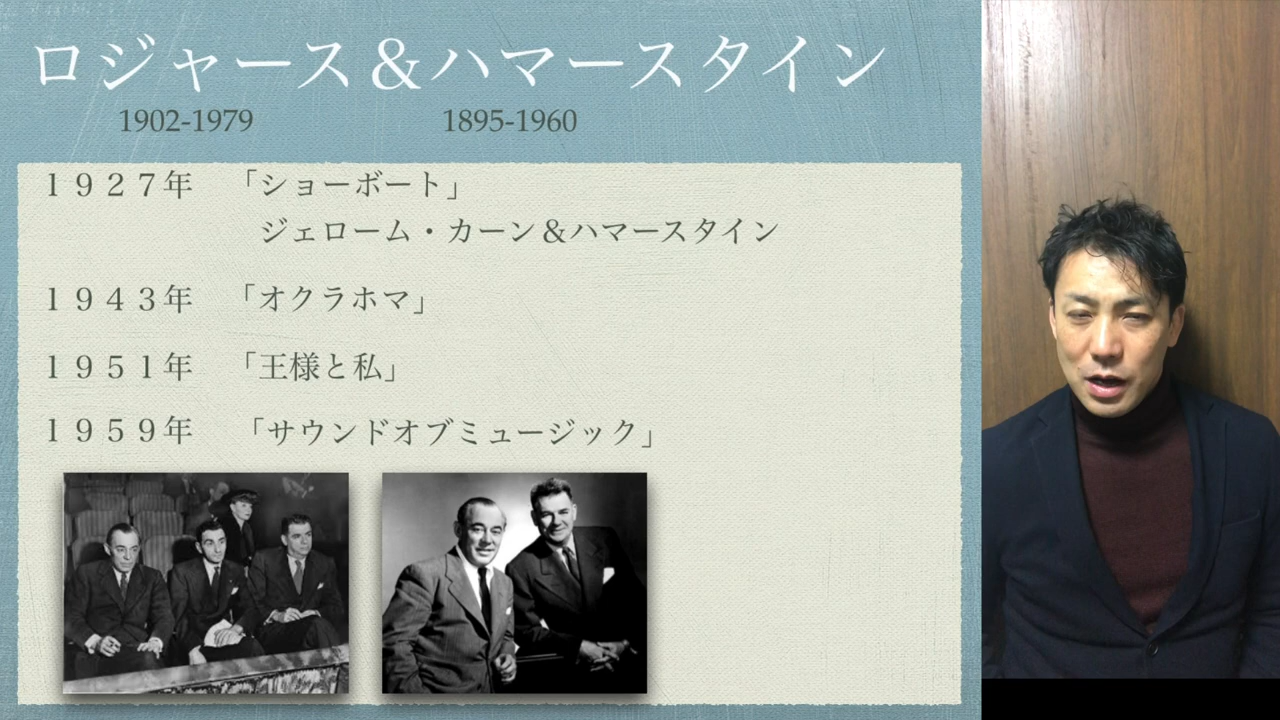 ロジャース＆ハマースタイン
1902-1979 1895-1960
１９２７年 「ショーボート」
ジェローム・カーン＆ハマースタイン
１９４３年 「オクラホマ」
１９５１年 「王様と私」
１９５９年 「サウンドオブミュージック」